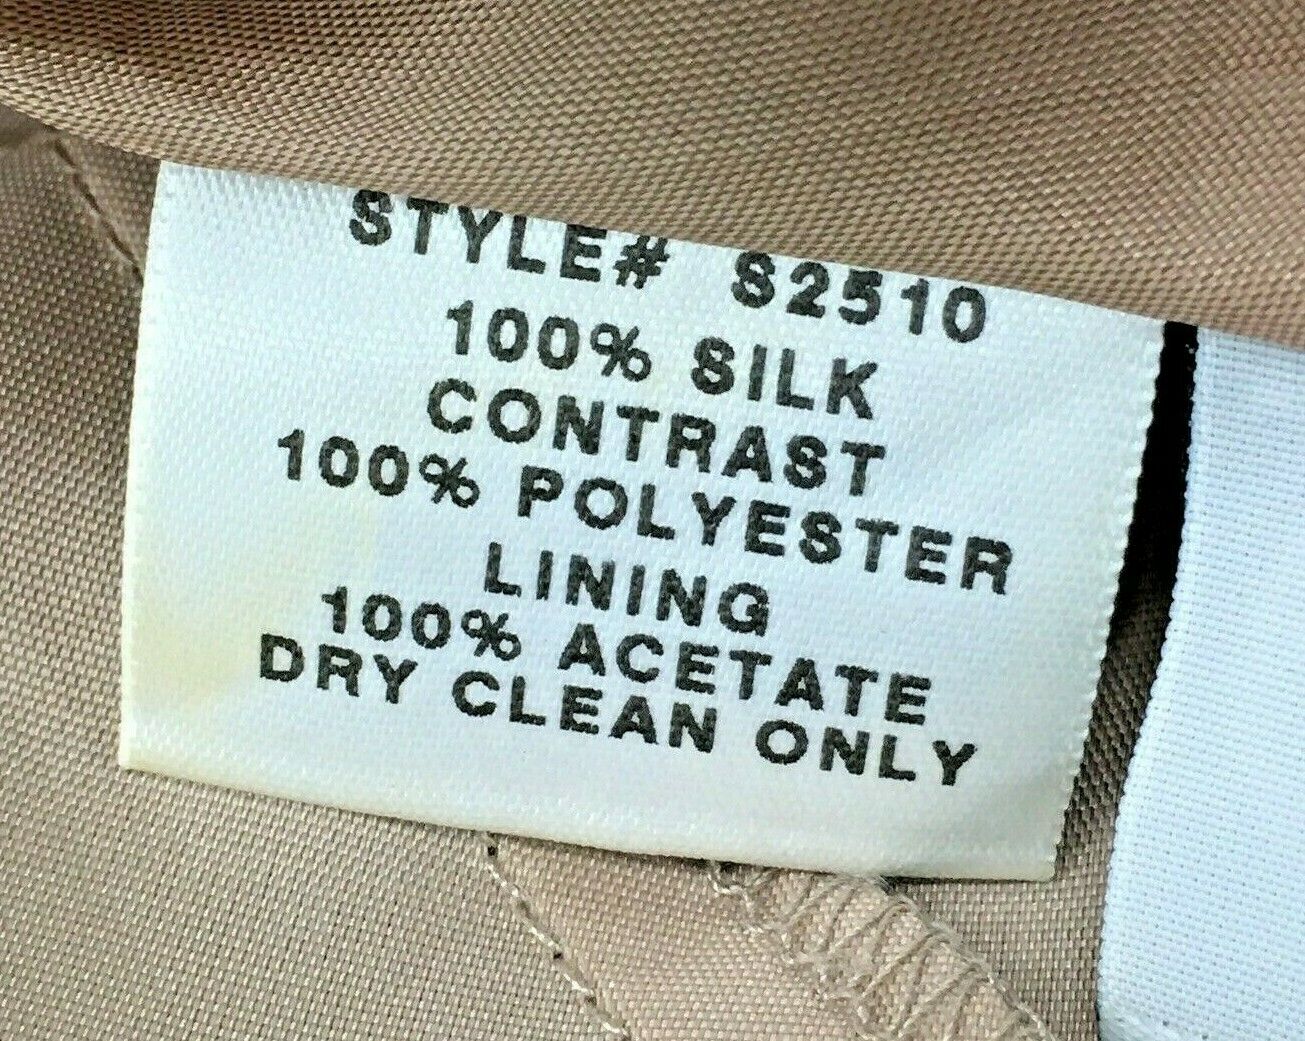 STYLE# S2510
100% SILK
CONTRAST
100% POLYESTER
LINING
100% ACETATE
DRY CLEAN ONLY